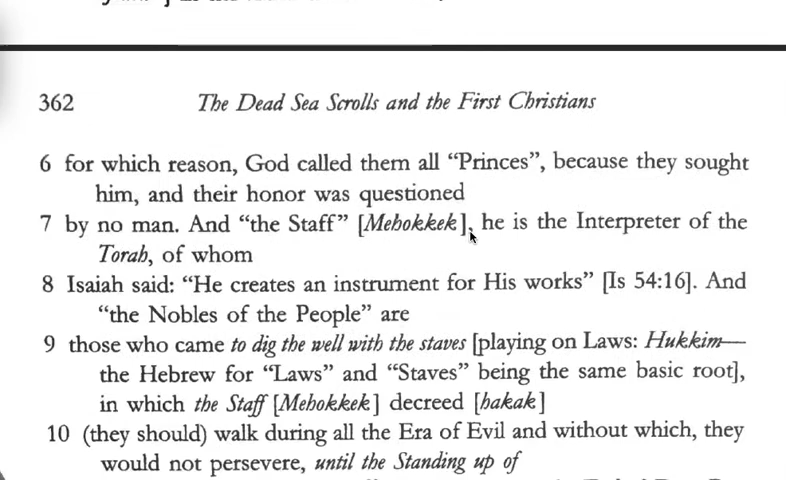 362 The Dead Sea Scrolls and the First Christians
6 for which reason, God called them all “Princes”, because they sought
him, and their honor was questioned
7 by no man. And “the Staff” [Mehokkek], he is the Interpreter of the
Torah, of whom
8 Isaiah said: “He creates an instrument for His works” [Is 54:16]. And
“the Nobles of the People” are
9 those who came to dig the well with the staves [playing on Laws: Hukkim—
the Hebrew for “Laws” and “Staves” being the same basic root],
in which the Staff [Mehokkek] decreed [hakak]
10 (they should) walk during all the Era of Evil and without which, they
would not persevere, until the Standing up of